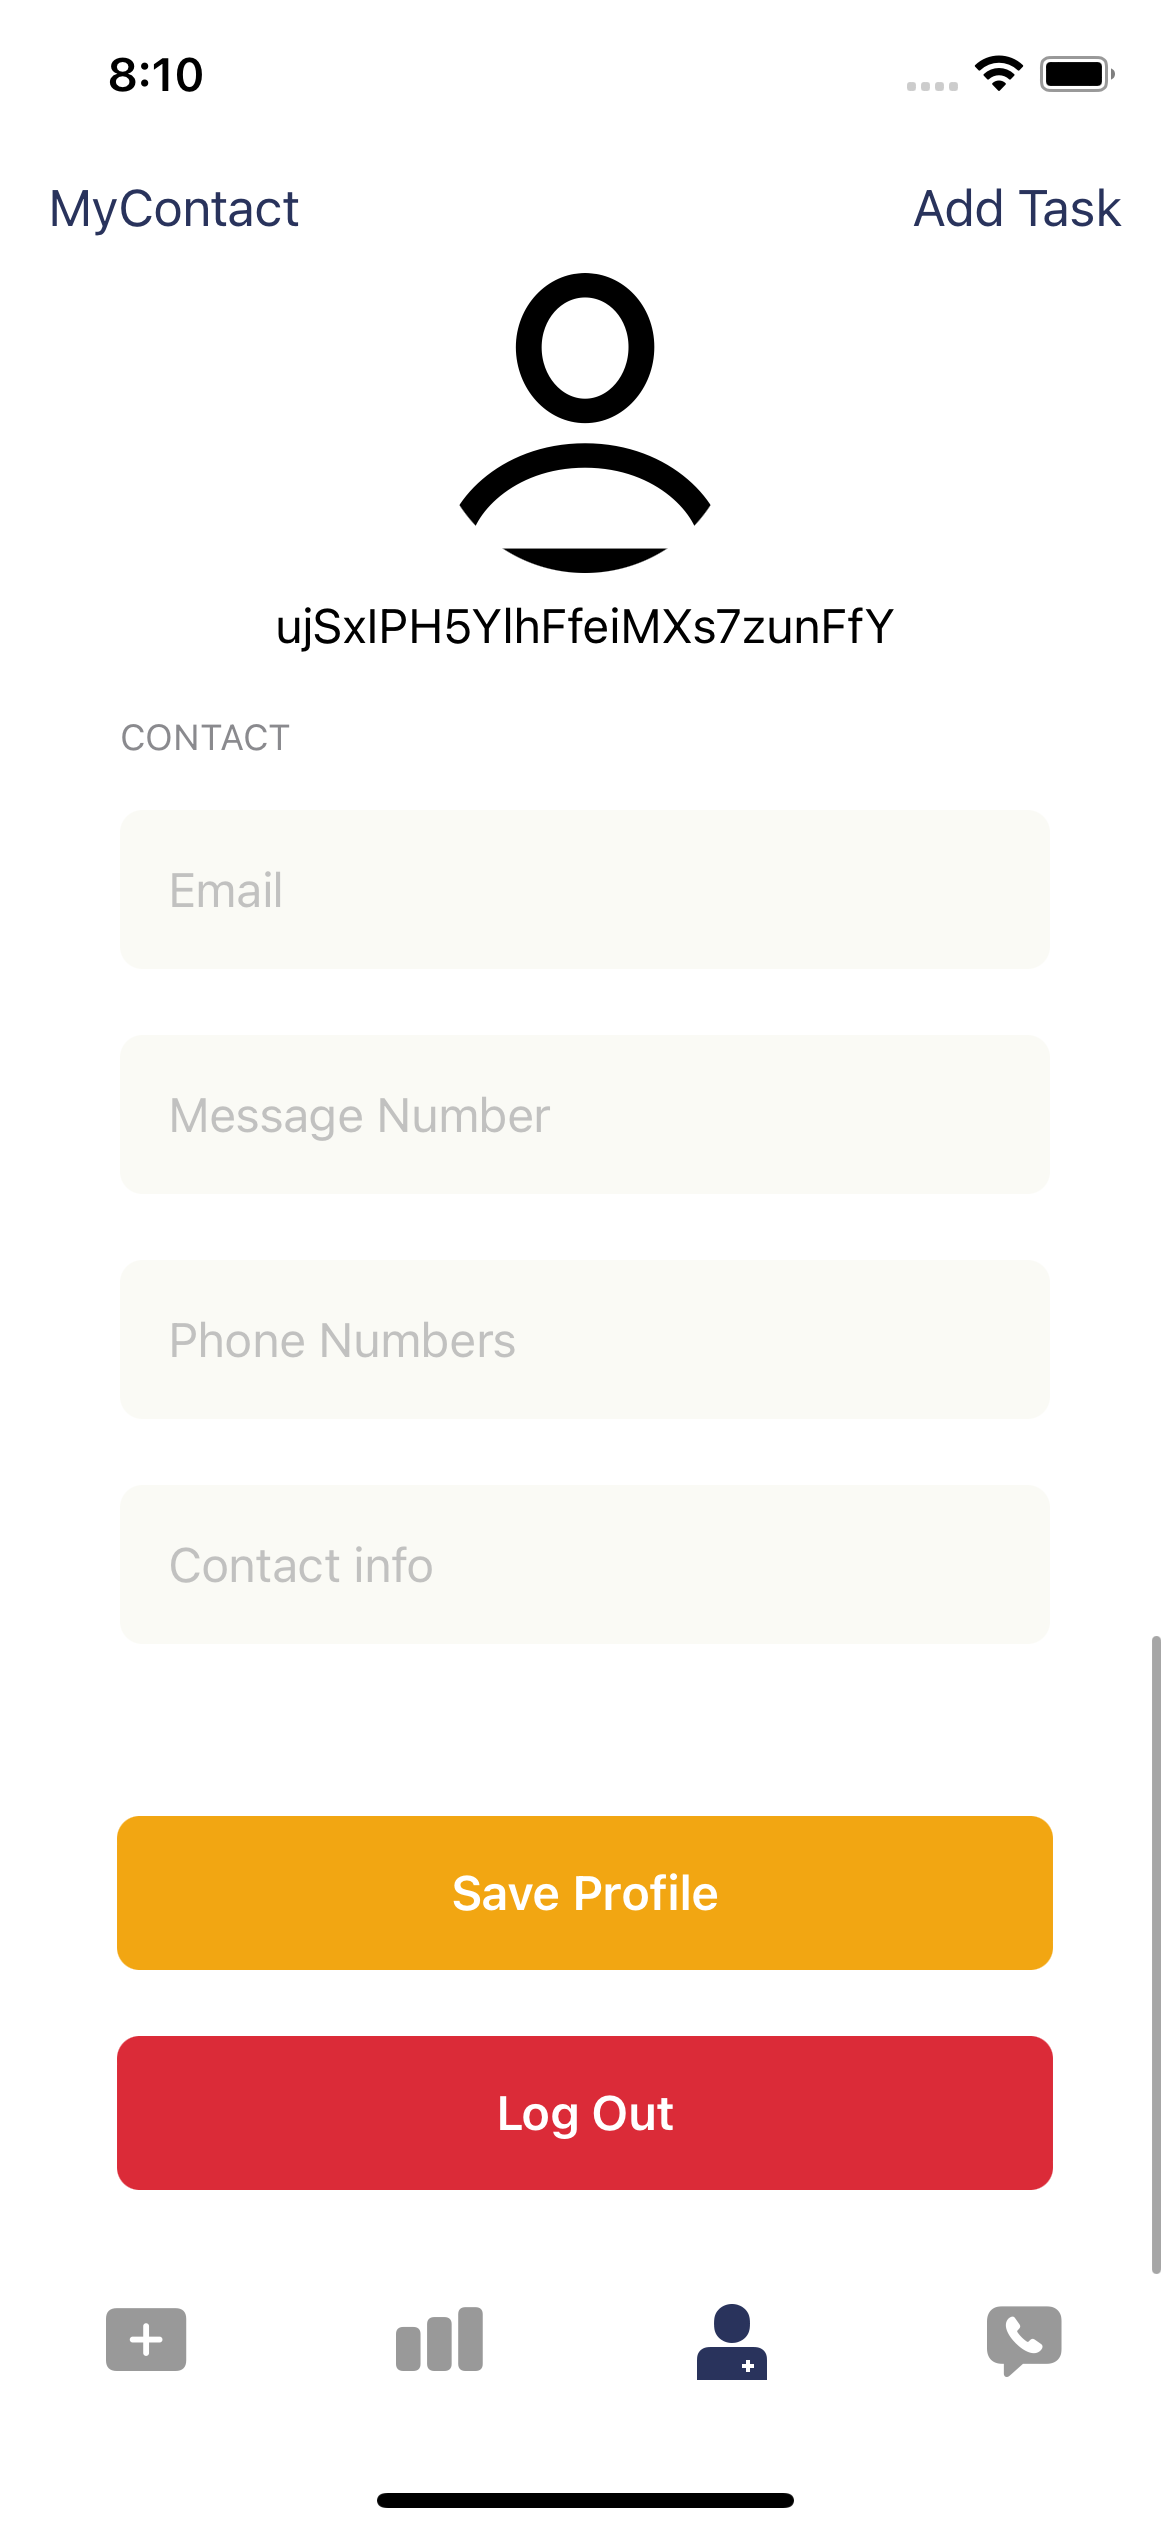 8:10
MyContact
Add Task
ujSxIPH5YlhFfeiMXs7zunFfY
CONTACT
Email
Message Number
Phone Numbers
Contact info
Save Profile
Log Out